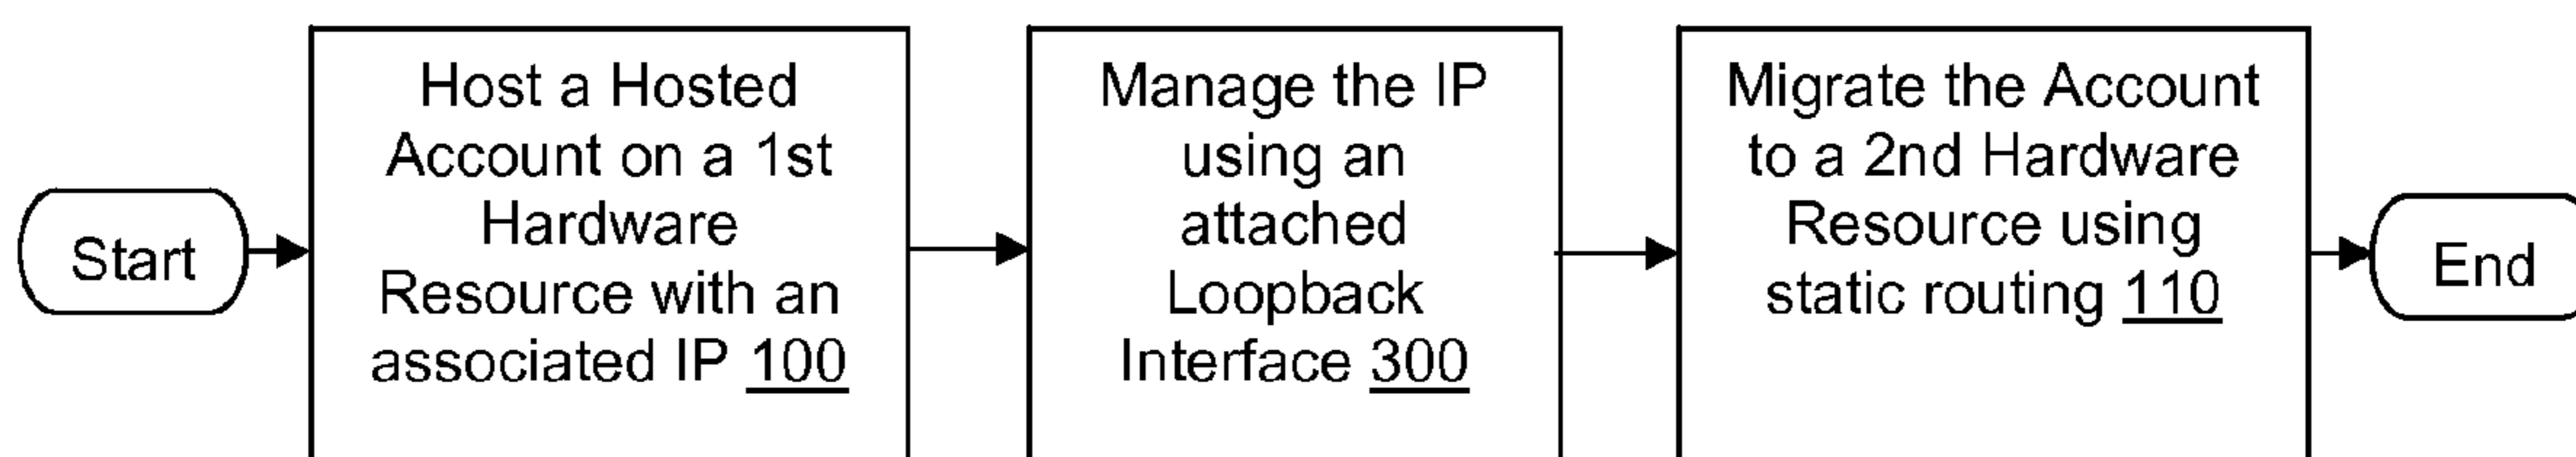 Start
Host a Hosted
Account on a 1st
Hardware
Resource with an
associated IP 100
Manage the IP
using an
attached
Loopback
Interface 300
Migrate the Account
to a 2nd Hardware
Resource using
static routing 110
End